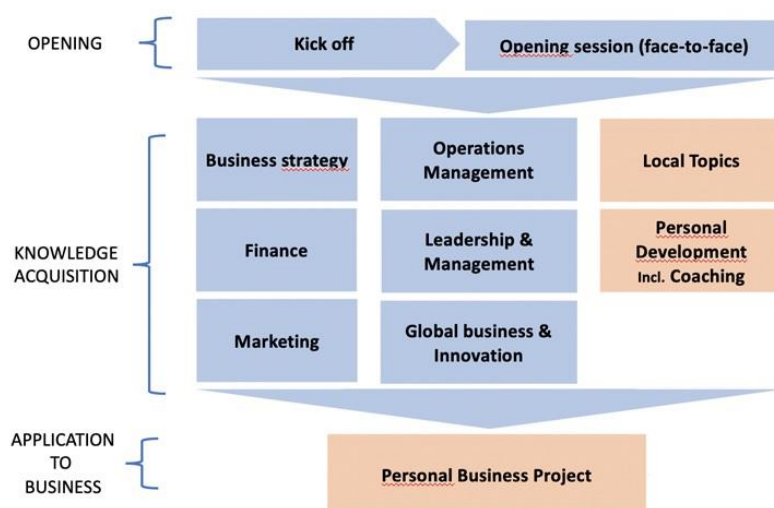 OPENING
Kick off
Opening session (face-to-face)
KNOWLEDGE
ACQUISITION
Business strategy
Operations
Management
Local Topics
Finance
Leadership &
Management
Personal
Development
Incl. Coaching
Marketing
Global business &
Innovation
APPLICATION
TO
BUSINESS
Personal Business Project